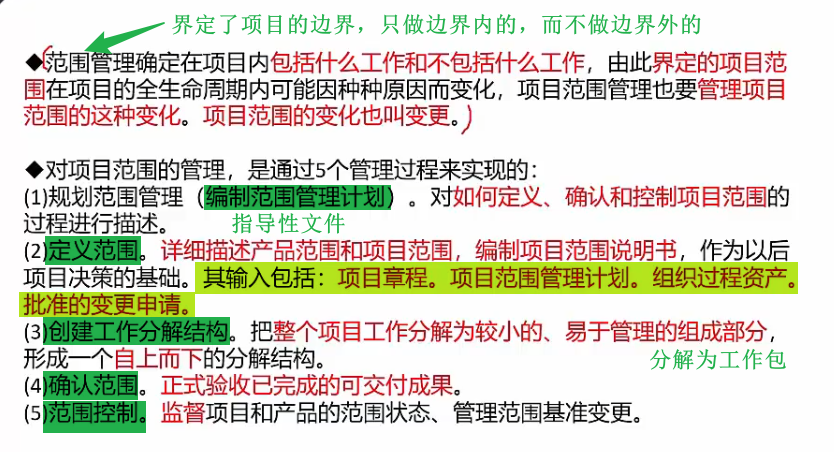 界定了项目的边界，只做边界内的，而不做边界外的
◆范围管理确定在项目内包括什么工作和不包括什么工作，由此界定的项目范
围在项目的全生命周期内可能因种种原因而变化，项目范围管理也要管理项目
范围的这种变化。项目范围的变化也叫变更。
◆对项目范围的管理，是通过5个管理过程来实现的：
(1)规划范围管理（编制范围管理计划）。对如何定义、确认和控制项目范围的
过程进行描述。 指导性文件
(2)定义范围。详细描述产品范围和项目范围，编制项目范围说明书，作为以后
项目决策的基础。其输入包括：项目章程。项目范围管理计划。组织过程资产。
批准的变更申请。
(3)创建工作分解结构。把整个项目工作分解为较小的、易于管理的组成部分，
形成一个自上而下的分解结构。 分解为工作包
(4)确认范围。正式验收已完成的可交付成果。
(5)范围控制。监督项目和产品的范围状态、管理范围基准变更。